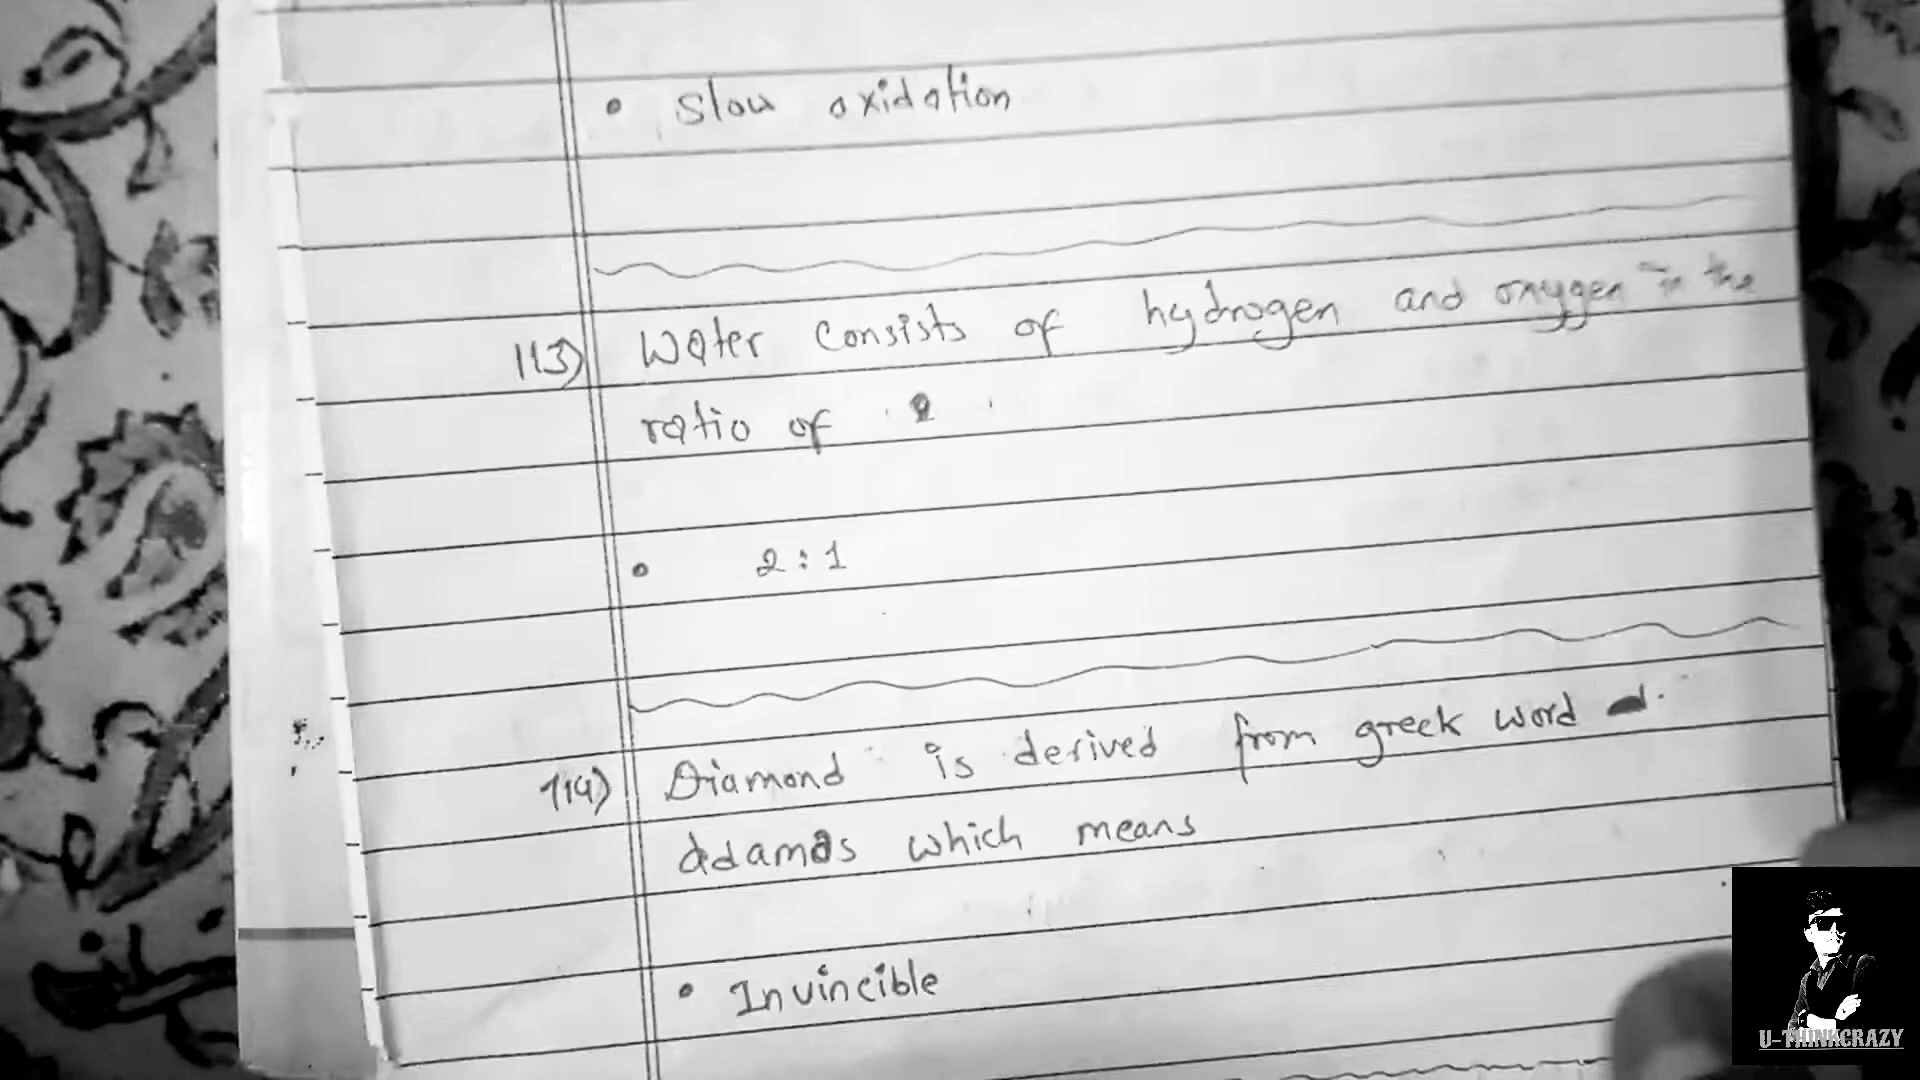 • Slow oxidation
113) Water consists of hydrogen and oxygen in the
ratio of
• 2:1
114) Diamond is derived from greek word
adamas which means
• Invincible
U-THINKCRAZY